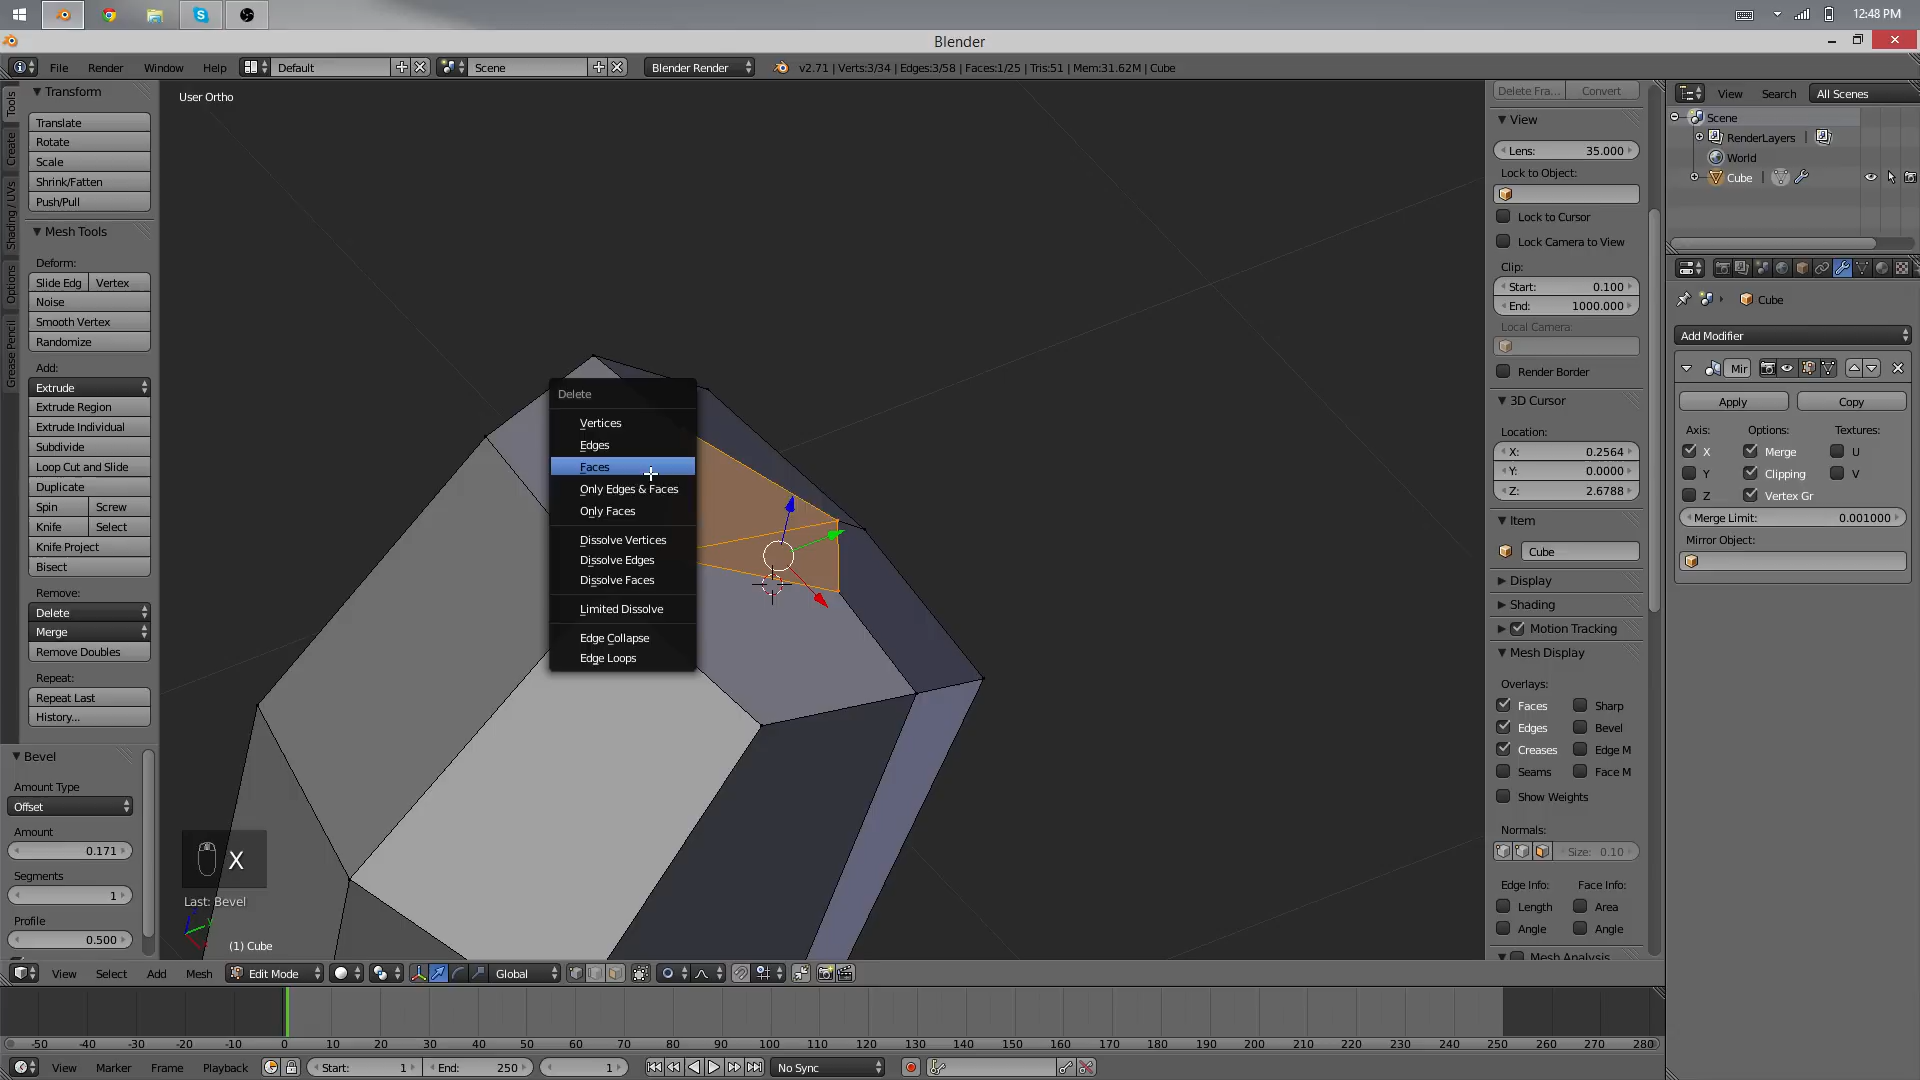 12:48 PM
Blender
File Render Window Help Default Scene Blender Render v2.71 | Verts:3/34 | Edges:3/58 | Faces:1/25 | Tris:51 | Mem:31.62M | Cube
Tools
Create
Shading / UVs
Options
Grease Pencil
Transform
Translate
Rotate
Scale
Shrink/Fatten
Push/Pull
Mesh Tools
Deform:
Slide Edg Vertex
Noise
Smooth Vertex
Randomize
Add:
Extrude
Extrude Region
Extrude Individual
Subdivide
Loop Cut and Slide
Duplicate
Spin Screw
Knife Select
Knife Project
Bisect
Remove:
Delete
Merge
Remove Doubles
Repeat:
Repeat Last
History...
Bevel
Amount Type
Offset
Amount
0.171
Segments
1
Profile
0.500
User Ortho
Delete
Vertices
Edges
Faces
Only Edges & Faces
Only Faces
Dissolve Vertices
Dissolve Edges
Dissolve Faces
Limited Dissolve
Edge Collapse
Edge Loops
X
Last: Bevel
(1) Cube
View Select Add Mesh Edit Mode Global
Delete Fra... Convert
View
Lens: 35.000
Lock to Object:
Lock to Cursor
Lock Camera to View
Clip:
Start: 0.100
End: 1000.000
Local Camera:
Render Border
3D Cursor
Location:
X: 0.2564
Y: 0.0000
Z: 2.6788
Item
Cube
Display
Shading
Motion Tracking
Mesh Display
Overlays:
Faces Sharp
Edges Bevel
Creases Edge M
Seams Face M
Show Weights
Normals:
Size: 0.10
Edge Info: Face Info:
Length Area
Angle Angle
Mesh Analysis
View Search All Scenes
Scene
RenderLayers
World
Cube
Cube
Add Modifier
Mir
Apply Copy
Axis: Options: Textures:
X Merge U
Y Clipping V
Z Vertex Gr
Merge Limit: 0.001000
Mirror Object:
-50 -40 -30 -20 -10 0 10 20 30 40 50 60 70 80 90 100 110 120 130 140 150 160 170 180 190 200 210 220 230 240 250 260 270 280
View Marker Frame Playback Start: 1 End: 250 1 No Sync